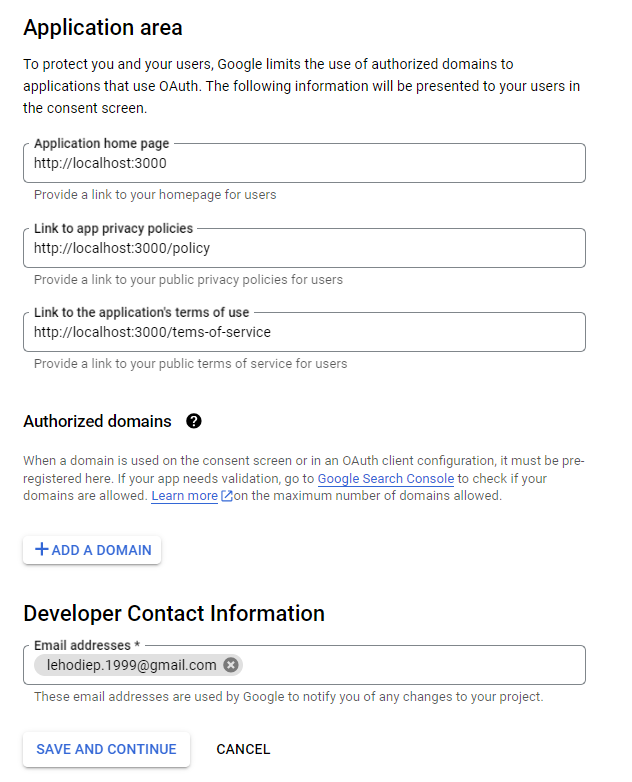 Application area
To protect you and your users, Google limits the use of authorized domains to
applications that use OAuth. The following information will be presented to your users in
the consent screen.
Application home page
http://localhost:3000
Provide a link to your homepage for users
Link to app privacy policies
http://localhost:3000/policy
Provide a link to your public privacy policies for users
Link to the application's terms of use
http://localhost:3000/tems-of-service
Provide a link to your public terms of service for users
Authorized domains ?
When a domain is used on the consent screen or in an OAuth client configuration, it must be pre-
registered here. If your app needs validation, go to Google Search Console to check if your
domains are allowed. Learn more on the maximum number of domains allowed.
+ ADD A DOMAIN
Developer Contact Information
Email addresses *
lehodiep.1999@gmail.com
These email addresses are used by Google to notify you of any changes to your project.
SAVE AND CONTINUE CANCEL